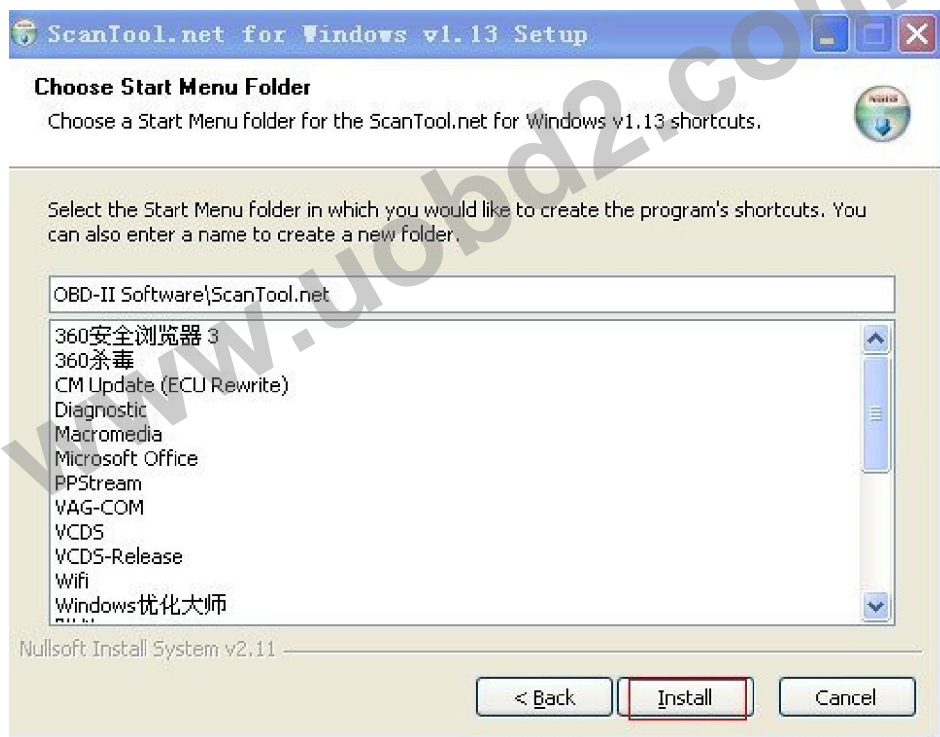 ScanTool.net for Windows v1.13 Setup
Choose Start Menu Folder
Choose a Start Menu folder for the ScanTool.net for Windows v1.13 shortcuts.
NSIS
Select the Start Menu folder in which you would like to create the program's shortcuts. You
can also enter a name to create a new folder.
OBD-II Software\ScanTool.net
360安全浏览器 3
360杀毒
CM Update (ECU Rewrite)
Diagnostic
Macromedia
Microsoft Office
PPStream
VAG-COM
VCDS
VCDS-Release
Wifi
Windows优化大师
Nullsoft Install System v2.11
< Back
Install
Cancel
www.uobd2.com